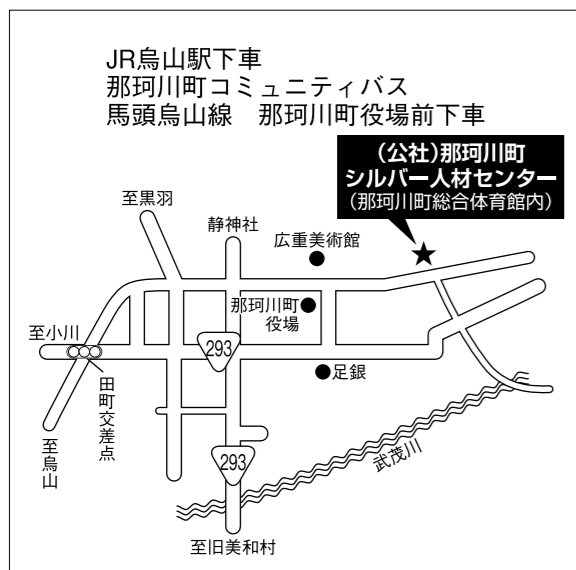 JR烏山駅下車
那珂川町コミュニティバス
馬頭烏山線　那珂川町役場前下車
(公社)那珂川町
シルバー人材センター
(那珂川町総合体育館内)
至黒羽
静神社
広重美術館
那珂川町
役場
至小川
293
足銀
田町交差点
至烏山
293
武茂川
至旧美和村